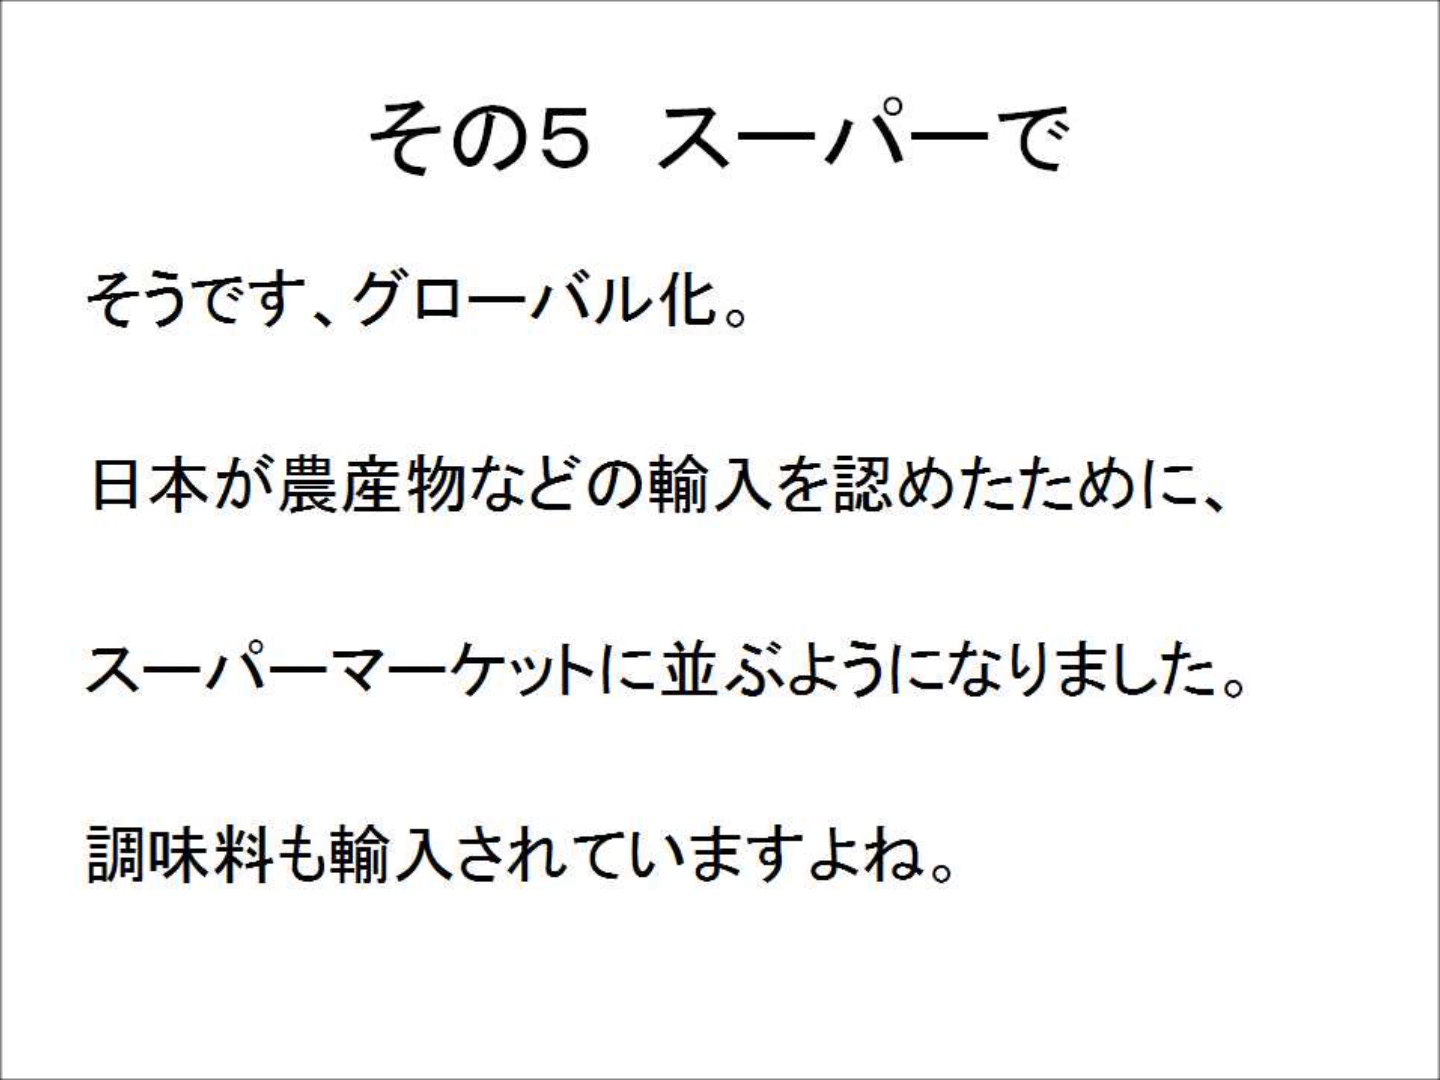 その５　スーパーで
そうです、グローバル化。
日本が農産物などの輸入を認めたために、
スーパーマーケットに並ぶようになりました。
調味料も輸入されていますよね。